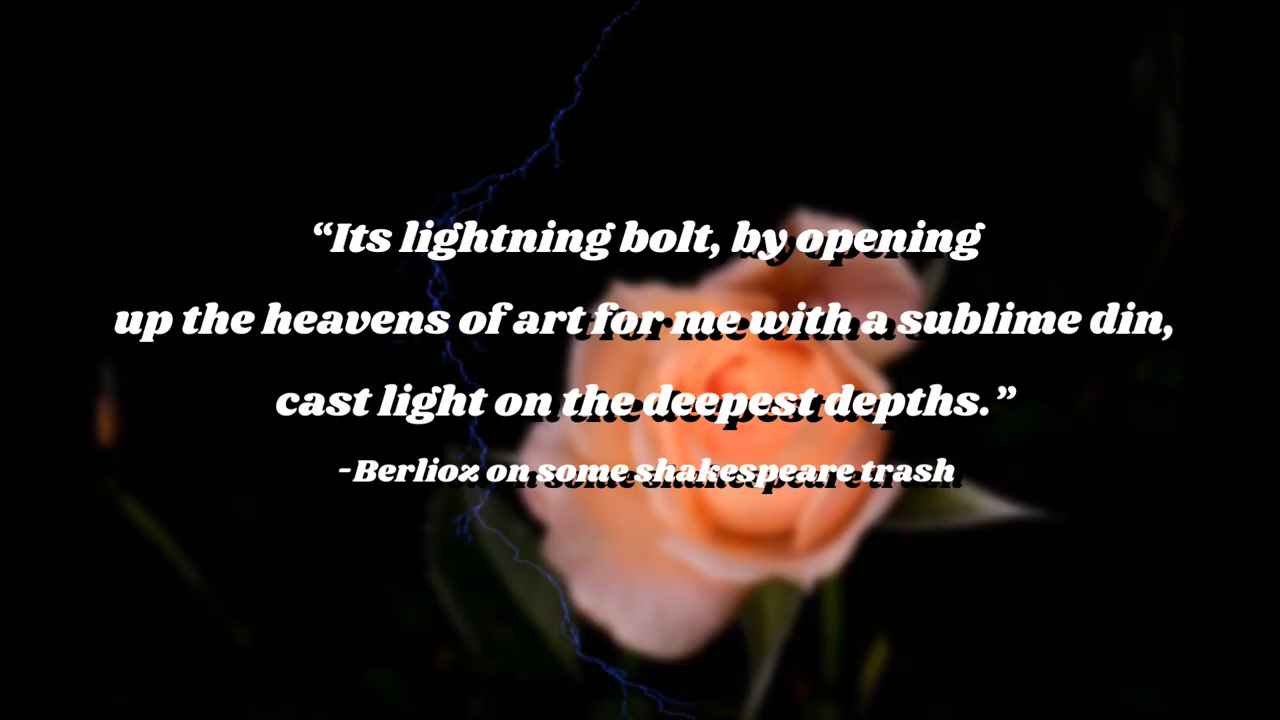 “Its lightning bolt, by opening
up the heavens of art for me with a sublime din,
cast light on the deepest depths.”
-Berlioz on some shakespeare trash